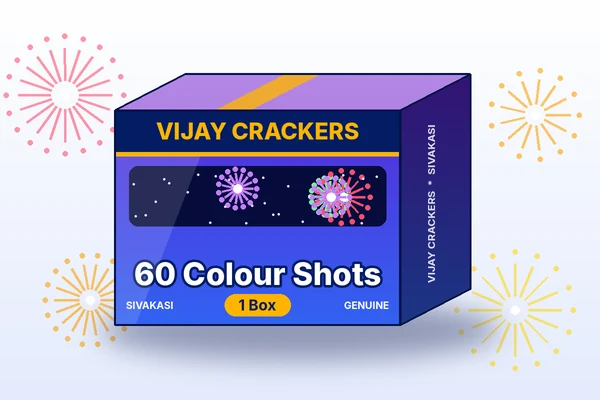 VIJAY CRACKERS
60 Colour Shots
SIVAKASI
1 Box
GENUINE
VIJAY CRACKERS * SIVAKASI